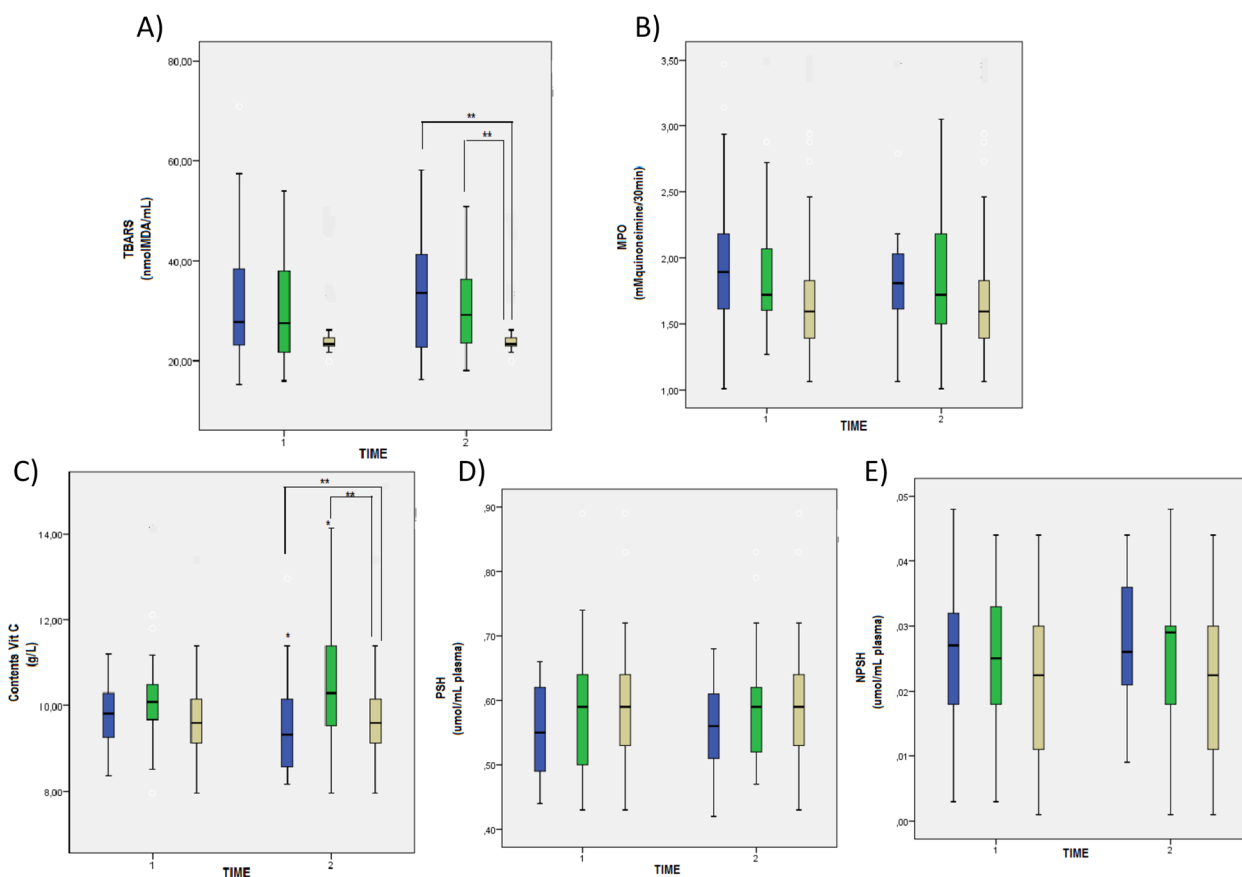 A)
80,00
60,00
40,00
20,00
TBARS
(nmolMDA/mL)
**
**
1
2
TIME
B)
3,50
3,00
2,50
2,00
1,50
1,00
MPO
(mMquinoneimine/30min)
1
2
TIME
C)
14,00
12,00
10,00
8,00
Contents Vit C
(g/L)
**
**
*
*
1
2
TIME
D)
,90
,80
,70
,60
,50
,40
PSH
(umol/mL plasma)
1
2
TIME
E)
,05
,04
,03
,02
,01
,00
NPSH
(umol/mL plasma)
1
2
TIME